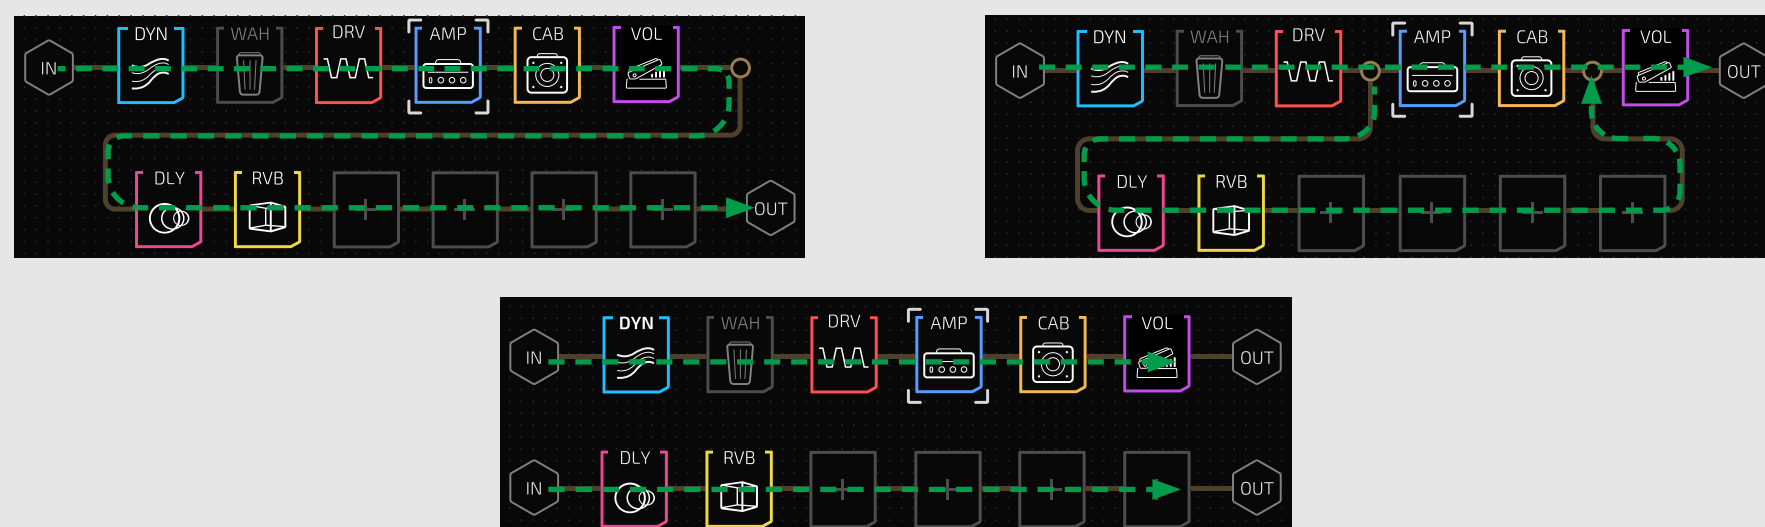 IN DYN WAH DRV AMP CAB VOL
DLY RVB OUT
IN DYN WAH DRV AMP CAB VOL OUT
DLY RVB
IN DYN WAH DRV AMP CAB VOL OUT
IN DLY RVB OUT